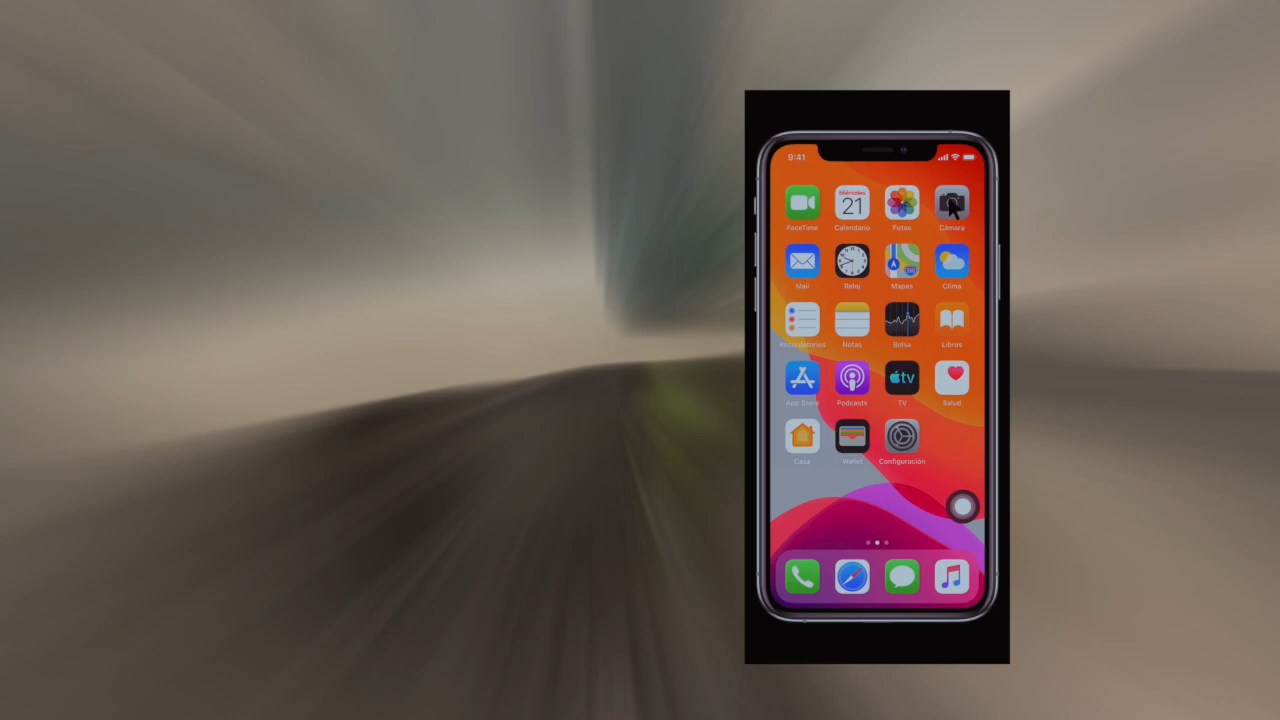 9:41
Miércoles
21
FaceTime Calendario Fotos Cámara
Mail Reloj Mapas Clima
Recordatorios Notas Bolsa Libros
tv
App Store Podcasts TV Salud
Casa Wallet Configuración